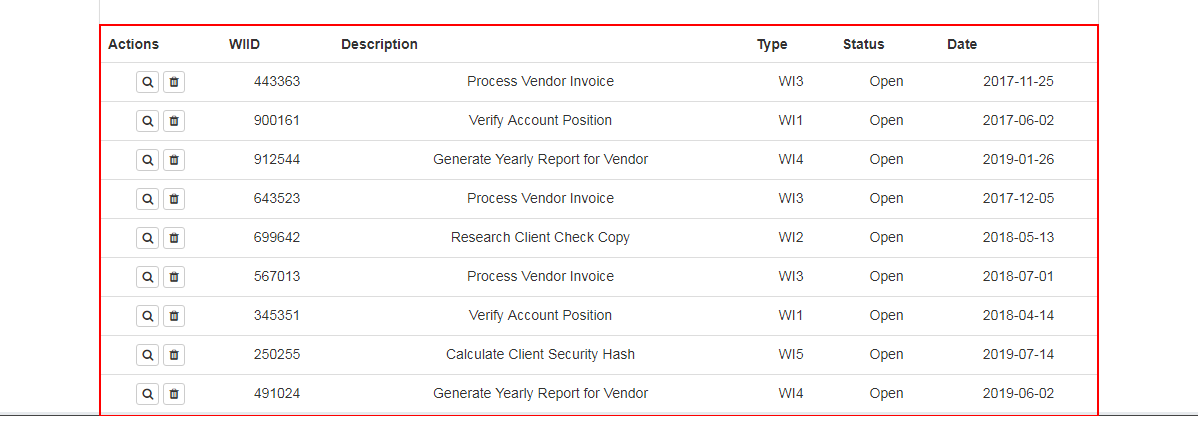 Actions WIID Description Type Status Date
443363 Process Vendor Invoice WI3 Open 2017-11-25
900161 Verify Account Position WI1 Open 2017-06-02
912544 Generate Yearly Report for Vendor WI4 Open 2019-01-26
643523 Process Vendor Invoice WI3 Open 2017-12-05
699642 Research Client Check Copy WI2 Open 2018-05-13
567013 Process Vendor Invoice WI3 Open 2018-07-01
345351 Verify Account Position WI1 Open 2018-04-14
250255 Calculate Client Security Hash WI5 Open 2019-07-14
491024 Generate Yearly Report for Vendor WI4 Open 2019-06-02